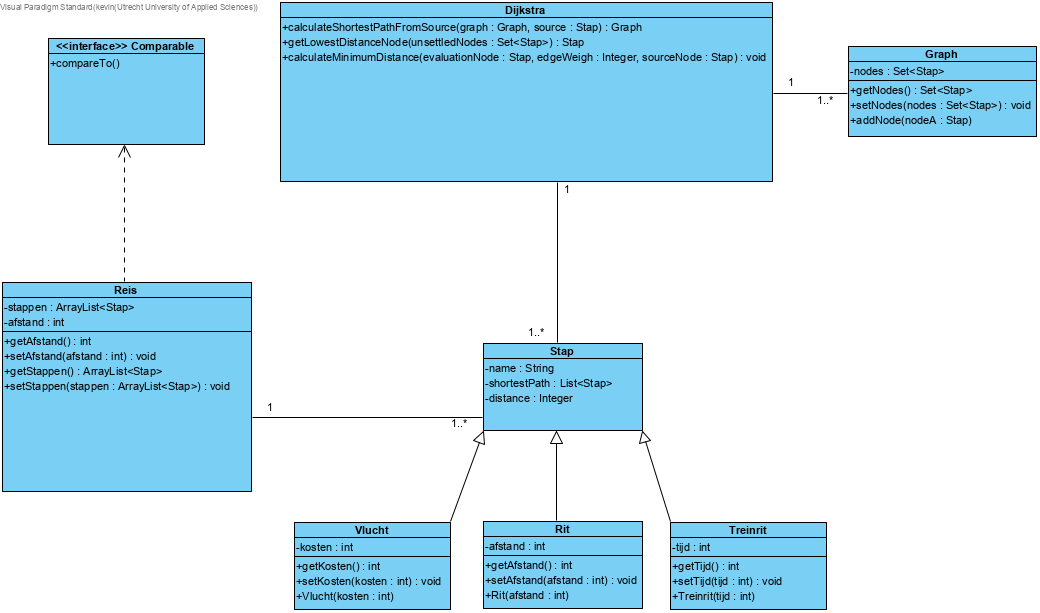 Visual Paradigm Standard(kevin(Utrecht University of Applied Sciences))
Dijkstra
+calculateShortestPathFromSource(graph : Graph, source : Stap) : Graph
+getLowestDistanceNode(unsettledNodes : Set<Stap>) : Stap
+calculateMinimumDistance(evaluationNode : Stap, edgeWeigh : Integer, sourceNode : Stap) : void
<<interface>> Comparable
+compareTo()
Graph
-nodes : Set<Stap>
+getNodes() : Set<Stap>
+setNodes(nodes : Set<Stap>) : void
+addNode(nodeA : Stap)
1
1..*
1
1..*
Reis
-stappen : ArrayList<Stap>
-afstand : int
+getAfstand() : int
+setAfstand(afstand : int) : void
+getStappen() : ArrayList<Stap>
+setStappen(stappen : ArrayList<Stap>) : void
1
1..*
Stap
-name : String
-shortestPath : List<Stap>
-distance : Integer
Vlucht
-kosten : int
+getKosten() : int
+setKosten(kosten : int) : void
+Vlucht(kosten : int)
Rit
-afstand : int
+getAfstand() : int
+setAfstand(afstand : int) : void
+Rit(afstand : int)
Treinrit
-tijd : int
+getTijd() : int
+setTijd(tijd : int) : void
+Treinrit(tijd : int)